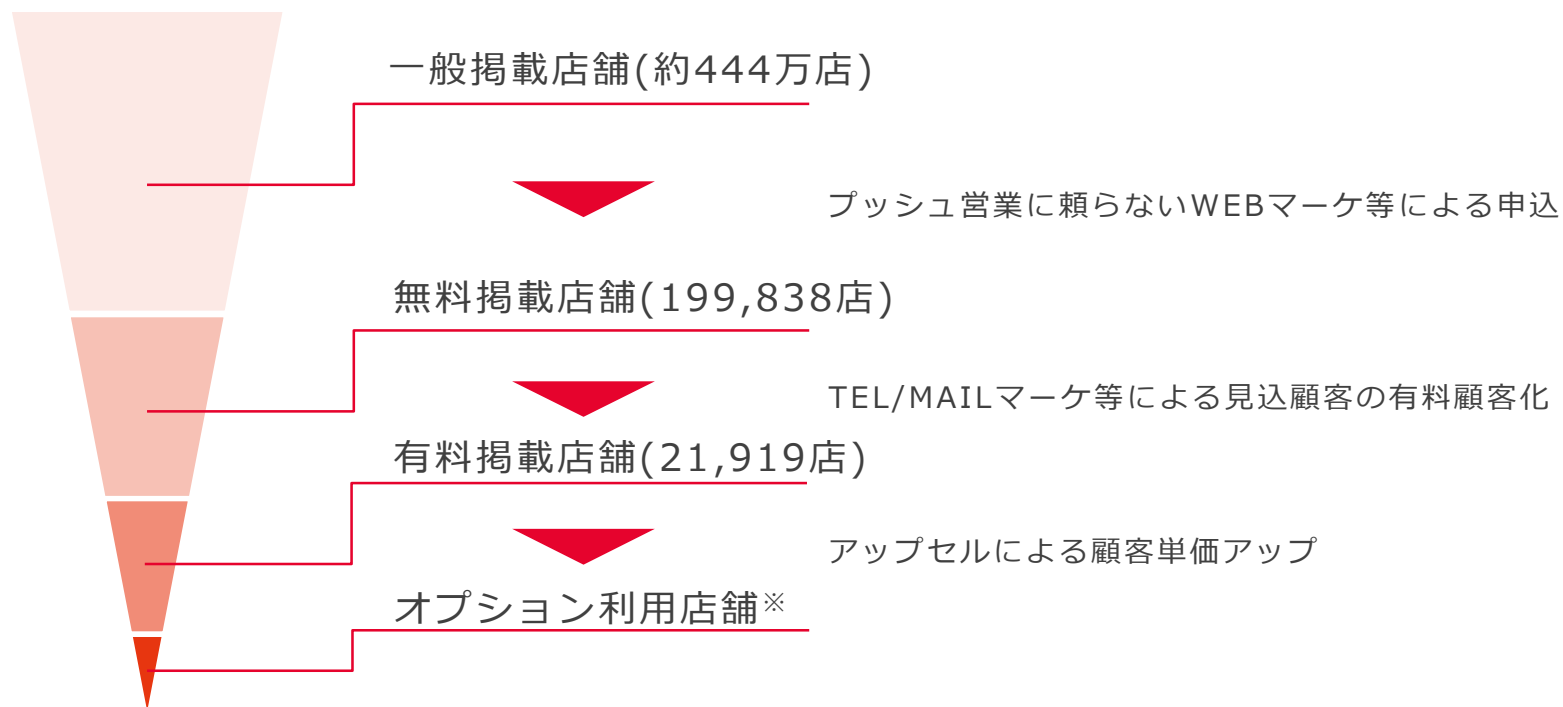 一般掲載店舗(約444万店)
プッシュ営業に頼らないWEBマーケ等による申込
無料掲載店舗(199,838店)
TEL/MAILマーケ等による見込顧客の有料顧客化
有料掲載店舗(21,919店)
アップセルによる顧客単価アップ
オプション利用店舗※